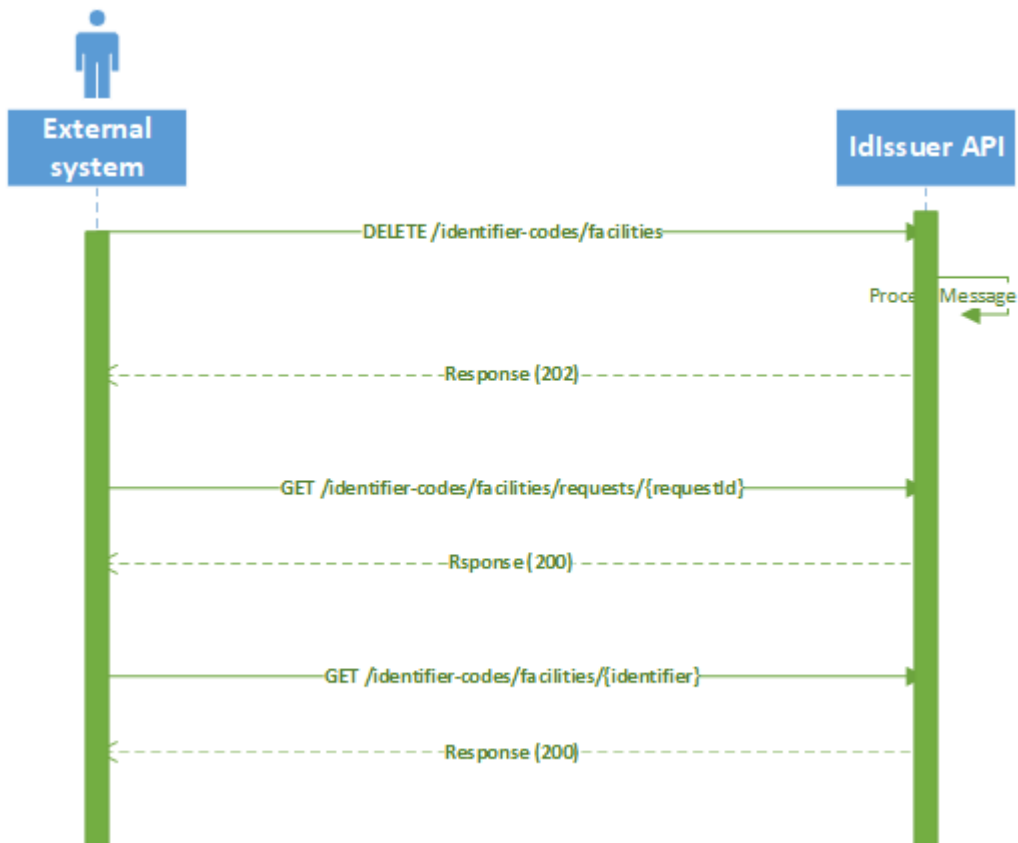 External
system
IdIssuer API
DELETE /identifier-codes/facilities
Proce Message
Response (202)
GET /identifier-codes/facilities/requests/{requestId}
Rsponse (200)
GET /identifier-codes/facilities/{identifier}
Response (200)